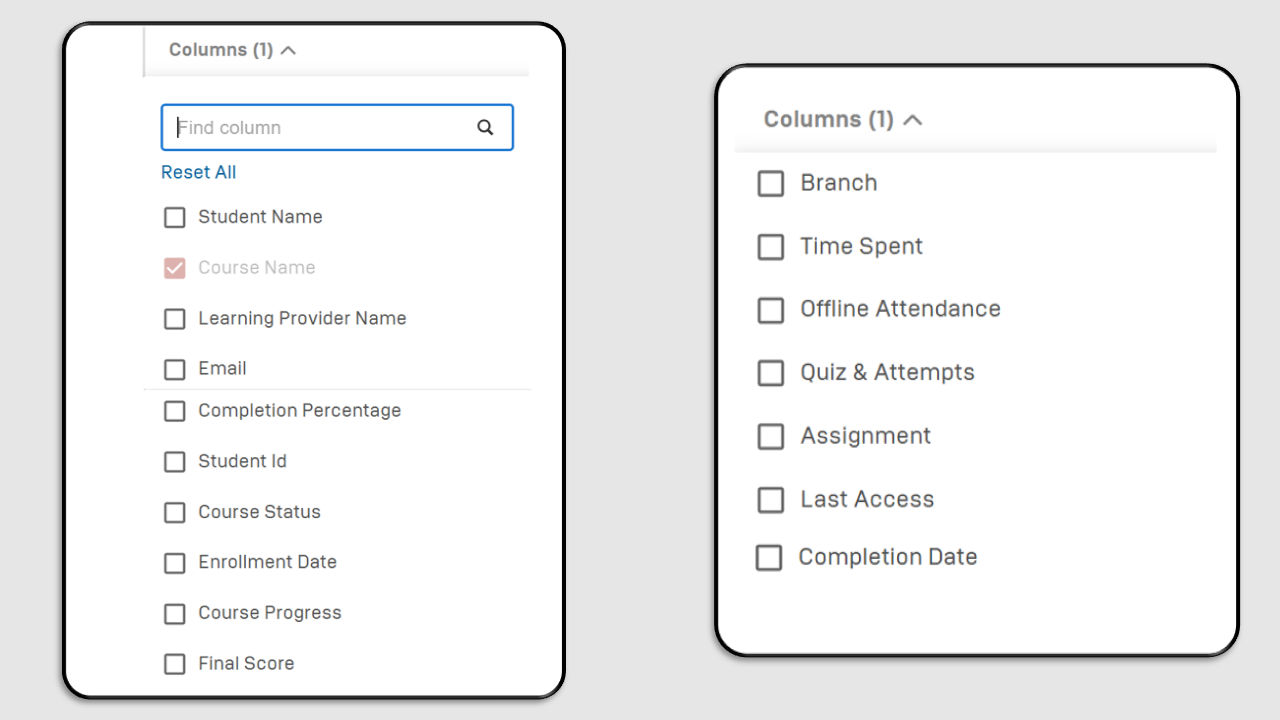 Columns (1)
Find column
Reset All
Student Name
Course Name
Learning Provider Name
Email
Completion Percentage
Student Id
Course Status
Enrollment Date
Course Progress
Final Score
Columns (1)
Branch
Time Spent
Offline Attendance
Quiz & Attempts
Assignment
Last Access
Completion Date